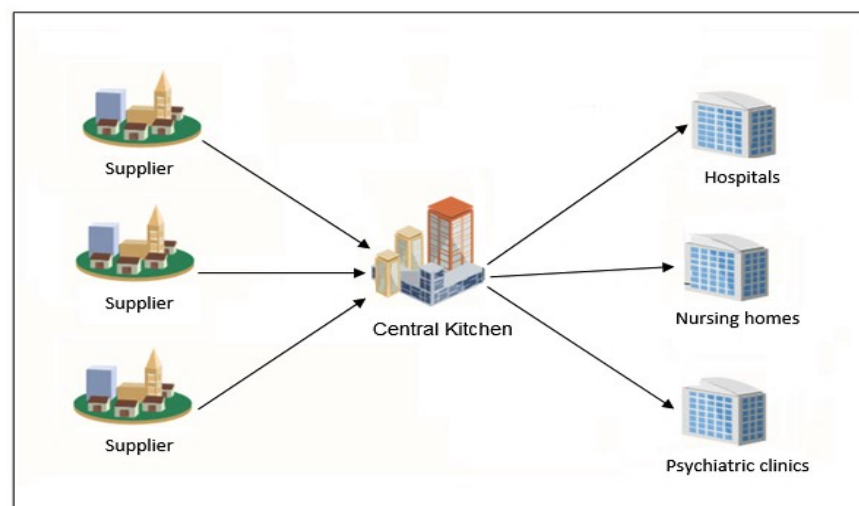 Supplier
Hospitals
Supplier
Central Kitchen
Nursing homes
Supplier
Psychiatric clinics